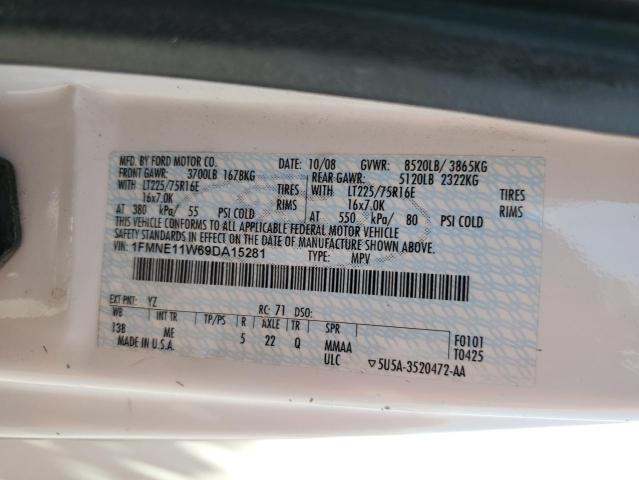 MFD. BY FORD MOTOR CO. DATE: 10/08 GVWR: 8520LB/ 3865KG
FRONT GAWR: 3700LB 1678KG REAR GAWR: 5120LB 2322KG
WITH LT225/75R16E TIRES WITH LT225/75R16E TIRES
16x7.0K RIMS 16x7.0K RIMS
AT 380 kPa/ 55 PSI COLD AT 550 kPa/ 80 PSI COLD
THIS VEHICLE CONFORMS TO ALL APPLICABLE FEDERAL MOTOR VEHICLE
SAFETY STANDARDS IN EFFECT ON THE DATE OF MANUFACTURE SHOWN ABOVE.
VIN: 1FMNE11W69DA15281 TYPE: MPV
EXT PNT: YZ RC: 71 DSO:
WB INT TR TP/PS R AXLE TR SPR
138 ME 5 22 Q MMAA F0101
MADE IN U.S.A. ULC T0425
5U5A-3520472-AA